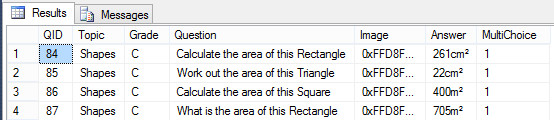 Results Messages
QID Topic Grade Question Image Answer MultiChoice
1 84 Shapes C Calculate the area of this Rectangle 0xFFD8F... 261cm² 1
2 85 Shapes C Work out the area of this Triangle 0xFFD8F... 22cm² 1
3 86 Shapes C Calculate the area of this Square 0xFFD8F... 400m² 1
4 87 Shapes C What is the area of this Rectangle 0xFFD8F... 705m² 1